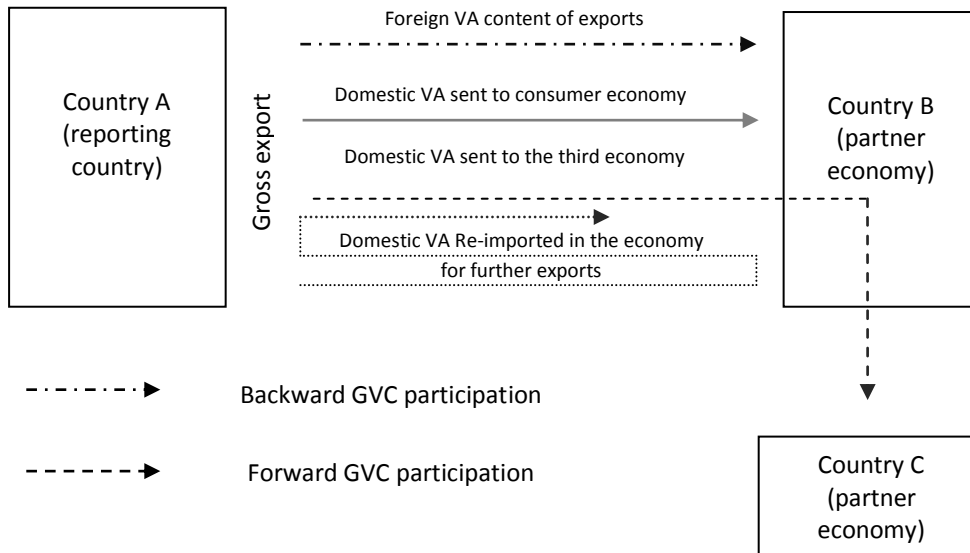 Foreign VA content of exports
Country A
(reporting
country)
Gross export
Domestic VA sent to consumer economy
Domestic VA sent to the third economy
Domestic VA Re-imported in the economy
for further exports
Country B
(partner
economy)
Backward GVC participation
Forward GVC participation
Country C
(partner
economy)